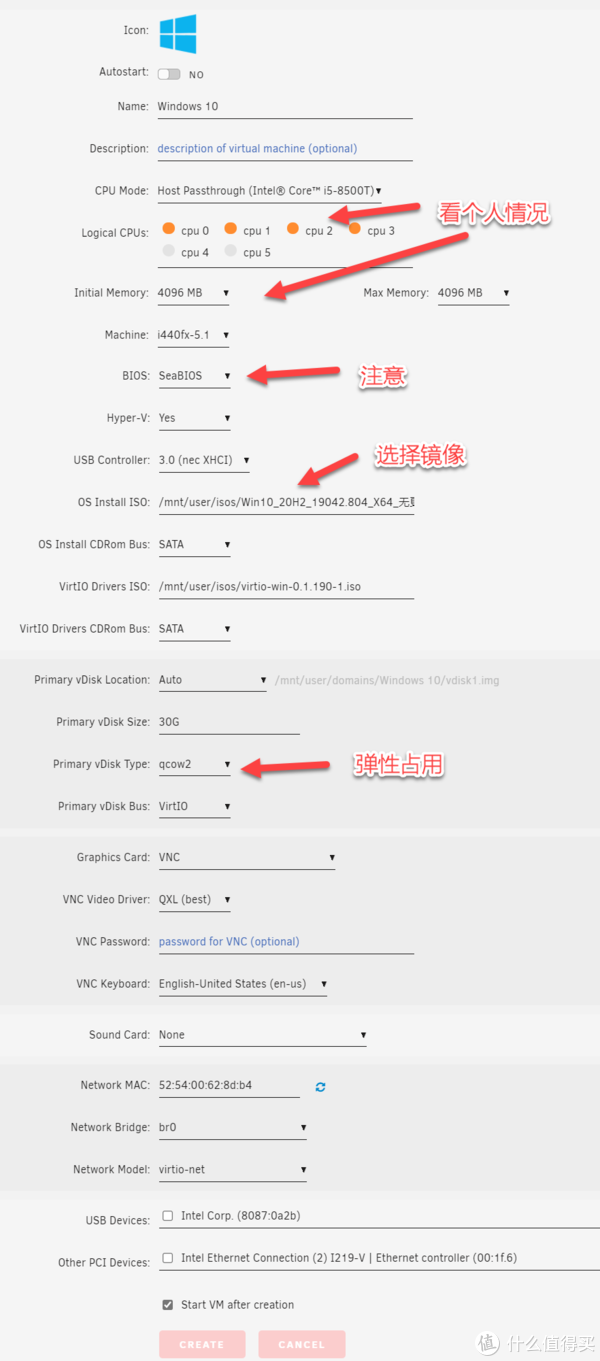 Icon:
Autostart: NO
Name: Windows 10
Description: description of virtual machine (optional)
CPU Mode: Host Passthrough (Intel® Core™ i5-8500T)
看个人情况
Logical CPUs: cpu 0 cpu 1 cpu 2 cpu 3
cpu 4 cpu 5
Initial Memory: 4096 MB Max Memory: 4096 MB
Machine: i440fx-5.1
BIOS: SeaBIOS 注意
Hyper-V: Yes
USB Controller: 3.0 (nec XHCI) 选择镜像
OS Install ISO: /mnt/user/isos/Win10_20H2_19042.804_X64_无
OS Install CDRom Bus: SATA
VirtIO Drivers ISO: /mnt/user/isos/virtio-win-0.1.190-1.iso
VirtIO Drivers CDRom Bus: SATA
Primary vDisk Location: Auto /mnt/user/domains/Windows 10/vdisk1.img
Primary vDisk Size: 30G
Primary vDisk Type: qcow2 弹性占用
Primary vDisk Bus: VirtIO
Graphics Card: VNC
VNC Video Driver: QXL (best)
VNC Password: password for VNC (optional)
VNC Keyboard: English-United States (en-us)
Sound Card: None
Network MAC: 52:54:00:62:8d:b4
Network Bridge: br0
Network Model: virtio-net
USB Devices: Intel Corp. (8087:0a2b)
Other PCI Devices: Intel Ethernet Connection (2) I219-V | Ethernet controller (00:1f.6)
Start VM after creation
CREATE CANCEL
值 什么值得买